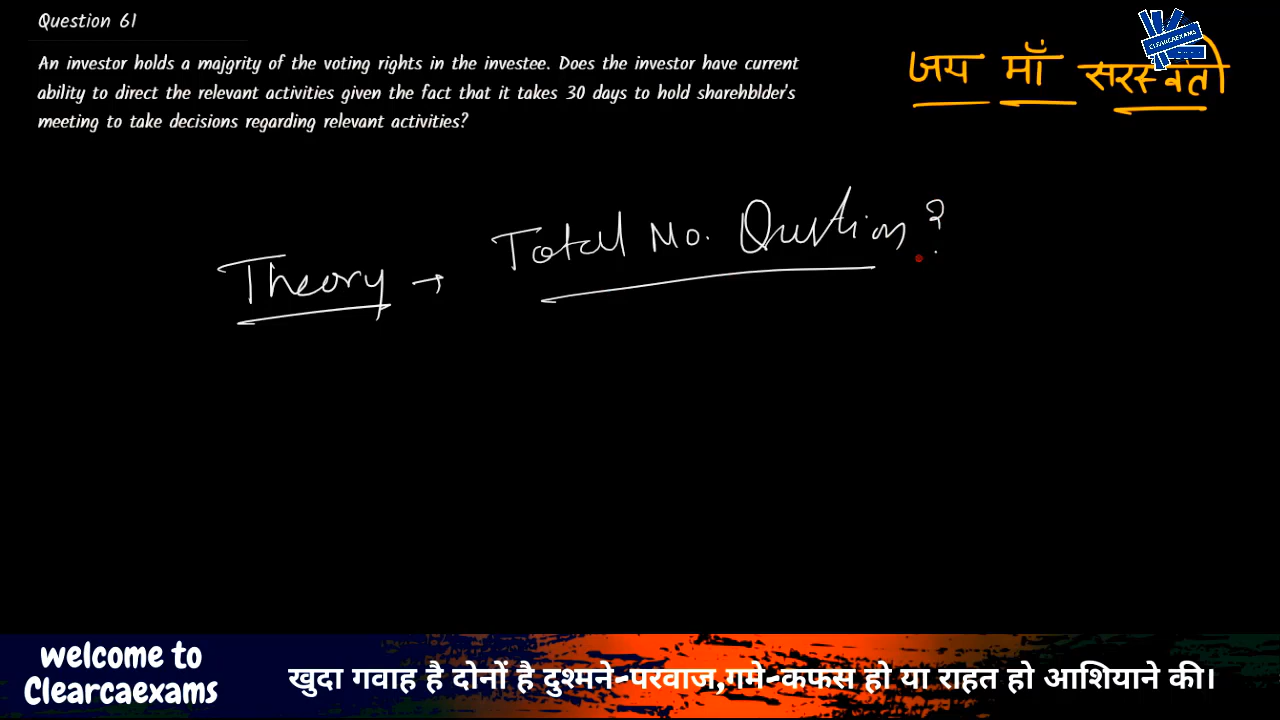 Question 61
An investor holds a majgrity of the voting rights in the investee. Does the investor have current
ability to direct the relevant activities given the fact that it takes 30 days to hold sharehblder's
meeting to take decisions regarding relevant activities?
जय माँ सरस्वती
CLEARCAEXAMS
Theory → Total No. Question?
welcome to
Clearcaexams
खुदा गवाह है दोनों है दुश्मने-परवाज,गमे-कफस हो या राहत हो आशियाने की।